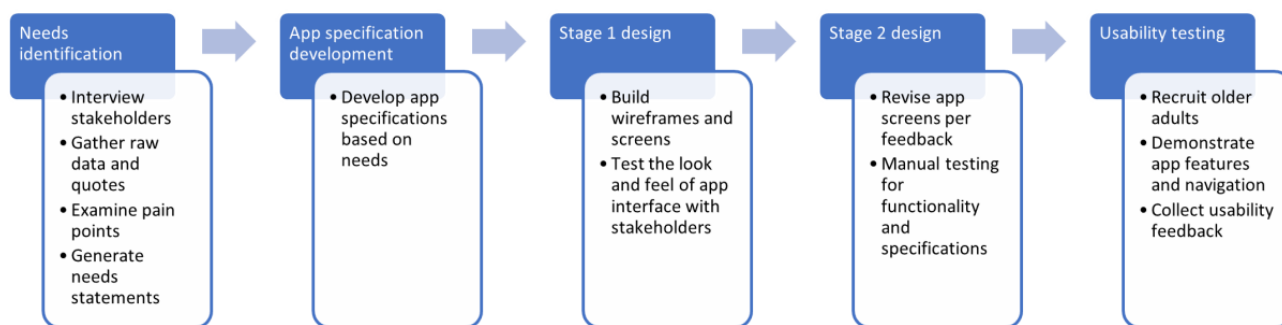 Needs
identification
• Interview
stakeholders
• Gather raw
data and
quotes
• Examine pain
points
• Generate
needs
statements
App specification
development
• Develop app
specifications
based on
needs
Stage 1 design
• Build
wireframes and
screens
• Test the look
and feel of app
interface with
stakeholders
Stage 2 design
• Revise app
screens per
feedback
• Manual testing
for
functionality
and
specifications
Usability testing
• Recruit older
adults
• Demonstrate
app features
and navigation
• Collect usability
feedback